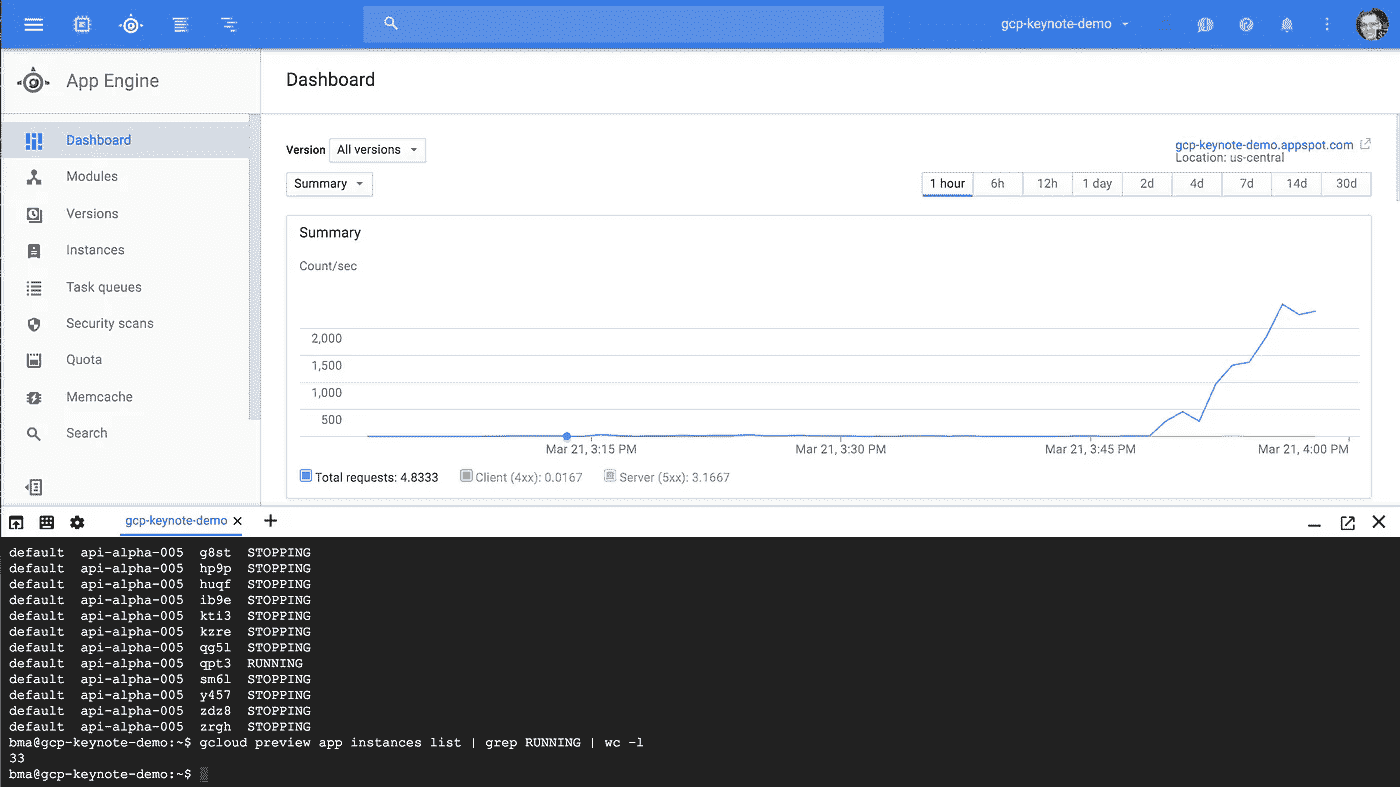 gcp-keynote-demo
App Engine
Dashboard
Dashboard
Modules
Versions
Instances
Task queues
Security scans
Quota
Memcache
Search
Version All versions
gcp-keynote-demo.appspot.com
Location: us-central
Summary
1 hour 6h 12h 1 day 2d 4d 7d 14d 30d
Summary
Count/sec
2,000
1,500
1,000
500
Mar 21, 3:15 PM Mar 21, 3:30 PM Mar 21, 3:45 PM Mar 21, 4:00 PM
Total requests: 4.8333 Client (4xx): 0.0167 Server (5xx): 3.1667
gcp-keynote-demo
default api-alpha-005 g8st STOPPING
default api-alpha-005 hp9p STOPPING
default api-alpha-005 huqf STOPPING
default api-alpha-005 ib9e STOPPING
default api-alpha-005 kti3 STOPPING
default api-alpha-005 kzre STOPPING
default api-alpha-005 qg5l STOPPING
default api-alpha-005 qpt3 RUNNING
default api-alpha-005 sm6l STOPPING
default api-alpha-005 y457 STOPPING
default api-alpha-005 zdz8 STOPPING
default api-alpha-005 zrgh STOPPING
bma@gcp-keynote-demo:~$ gcloud preview app instances list | grep RUNNING | wc -l
33
bma@gcp-keynote-demo:~$